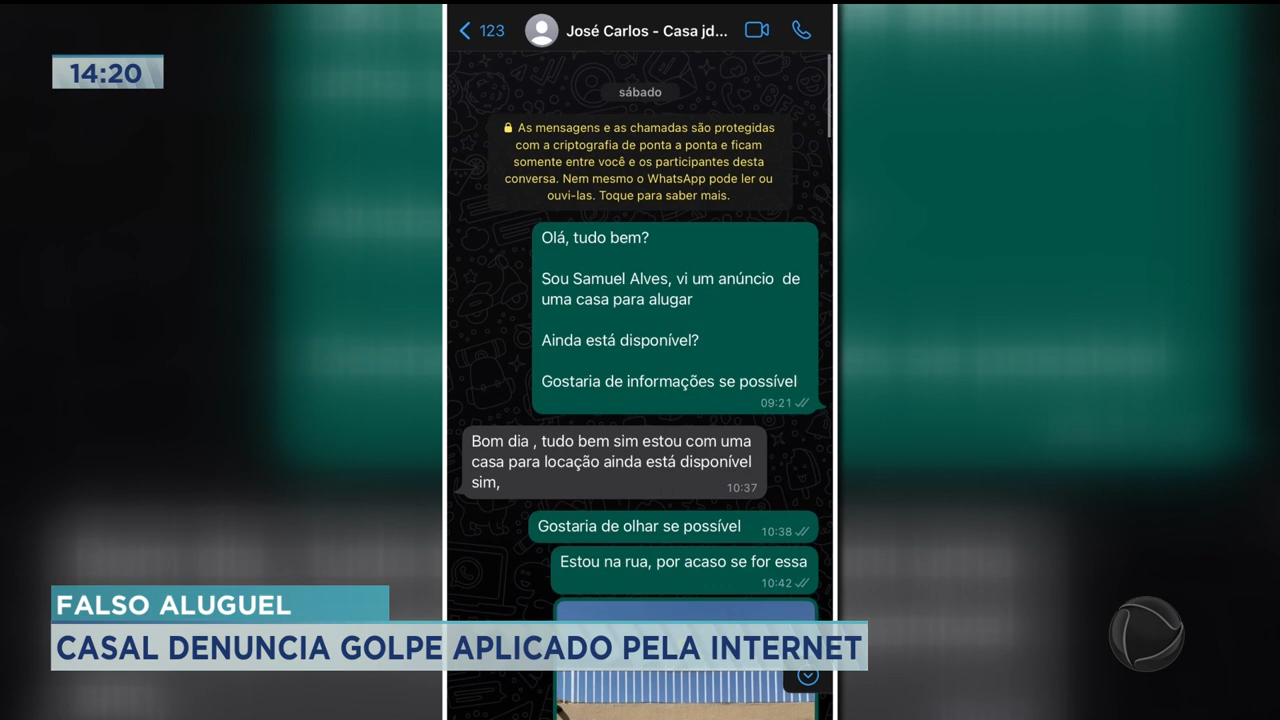 14:20
123
José Carlos - Casa jd...
sábado
As mensagens e as chamadas são protegidas
com a criptografia de ponta a ponta e ficam
somente entre você e os participantes desta
conversa. Nem mesmo o WhatsApp pode ler ou
ouvi-las. Toque para saber mais.
Olá, tudo bem?
Sou Samuel Alves, vi um anúncio  de
uma casa para alugar
Ainda está disponível?
Gostaria de informações se possível
09:21
Bom dia , tudo bem sim estou com uma
casa para locação ainda está disponível
sim,
10:37
Gostaria de olhar se possível
10:38
Estou na rua, por acaso se for essa
10:42
FALSO ALUGUEL
CASAL DENUNCIA GOLPE APLICADO PELA INTERNET